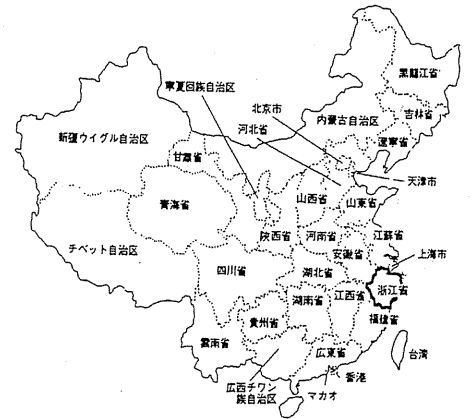 黒龍江省
寧夏回族自治区
吉林省
北京市
内蒙古自治区
河北省
遼寧省
新疆ウイグル自治区
甘粛省
天津市
山西省
山東省
青海省
陝西省
河南省
江蘇省
チベット自治区
安徽省
上海市
四川省
湖北省
浙江省
湖南省
江西省
貴州省
福建省
雲南省
広東省
台湾
香港
広西チワン
族自治区
マカオ